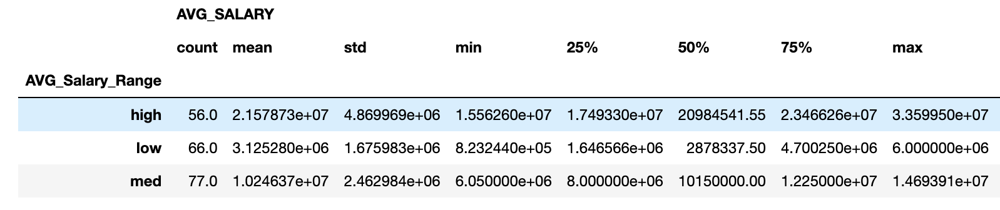 AVG_SALARY
count mean std min 25% 50% 75% max
AVG_Salary_Range
high 56.0 2.157873e+07 4.869969e+06 1.556260e+07 1.749330e+07 20984541.55 2.346626e+07 3.359950e+07
low 66.0 3.125280e+06 1.675983e+06 8.232440e+05 1.646566e+06 2878337.50 4.700250e+06 6.000000e+06
med 77.0 1.024637e+07 2.462984e+06 6.050000e+06 8.000000e+06 10150000.00 1.225000e+07 1.469391e+07